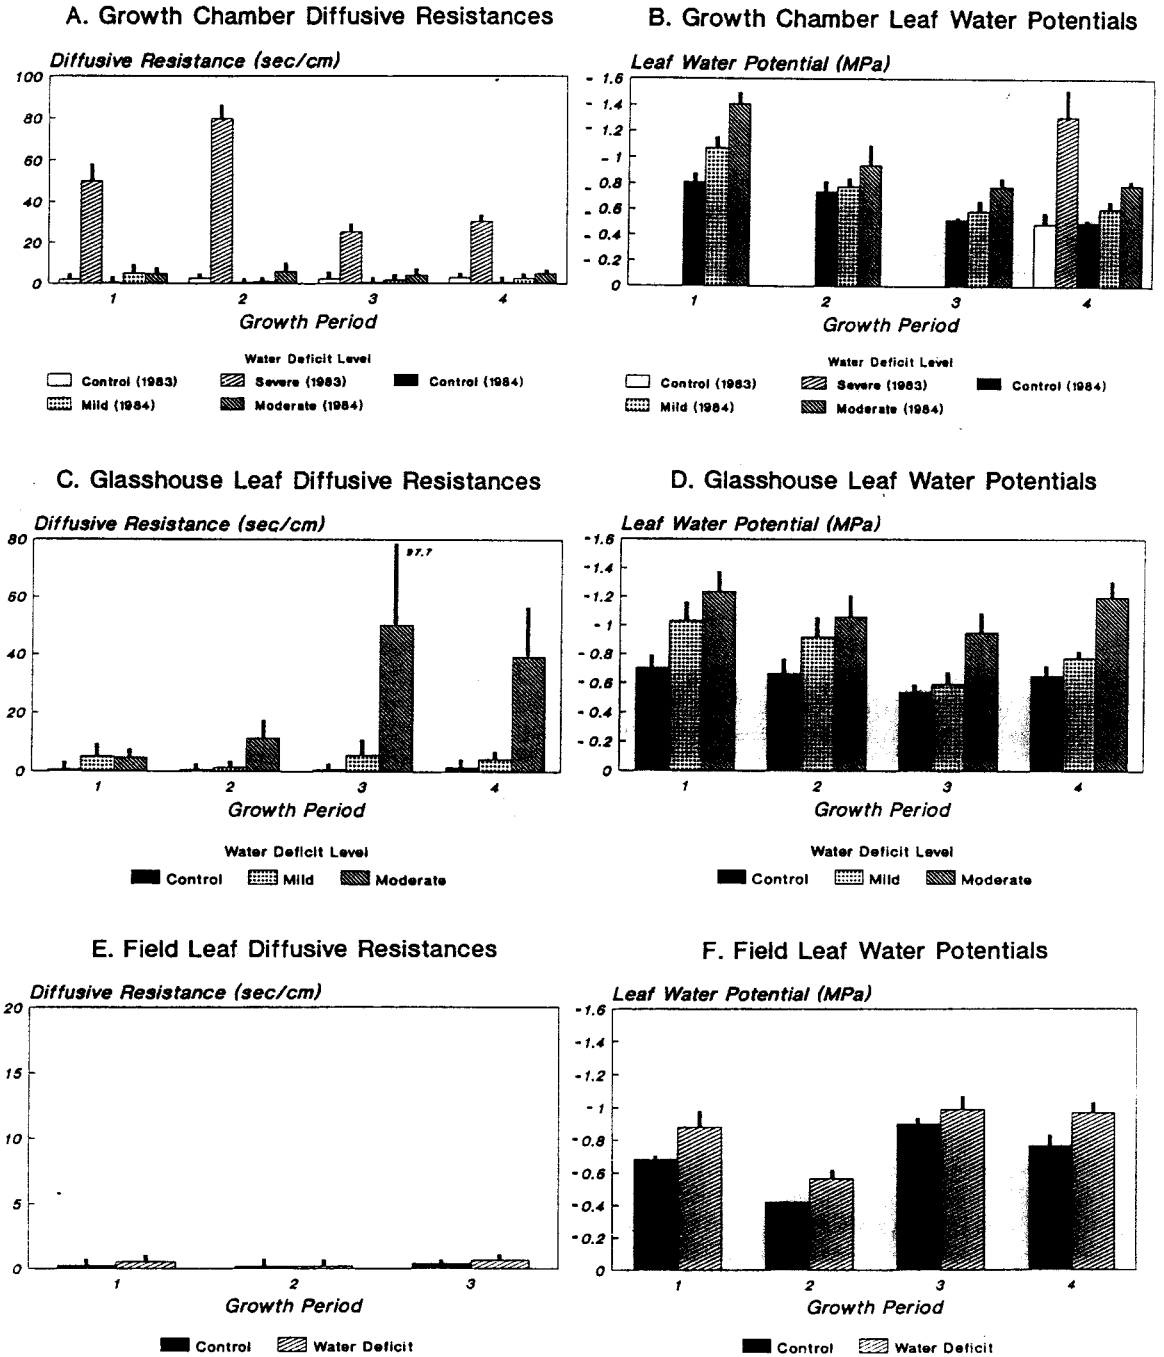 A. Growth Chamber Diffusive Resistances
Diffusive Resistance (sec/cm)
100
80
60
40
20
0
1 2 3 4
Growth Period
Water Deficit Level
Control (1983) Severe (1983) Control (1984)
Mild (1984) Moderate (1984)
B. Growth Chamber Leaf Water Potentials
Leaf Water Potential (MPa)
- 1.6
- 1.4
- 1.2
- 1
- 0.8
- 0.6
- 0.4
- 0.2
0
1 2 3 4
Growth Period
Water Deficit Level
Control (1983) Severe (1983) Control (1984)
Mild (1984) Moderate (1984)
C. Glasshouse Leaf Diffusive Resistances
Diffusive Resistance (sec/cm)
80
60
40
20
0
97.7
1 2 3 4
Growth Period
Water Deficit Level
Control Mild Moderate
D. Glasshouse Leaf Water Potentials
Leaf Water Potential (MPa)
-1.6
-1.4
-1.2
-1
-0.8
-0.6
-0.4
-0.2
0
1 2 3 4
Growth Period
Water Deficit Level
Control Mild Moderate
E. Field Leaf Diffusive Resistances
Diffusive Resistance (sec/cm)
20
15
10
5
0
1 2 3
Growth Period
Control Water Deficit
F. Field Leaf Water Potentials
Leaf Water Potential (MPa)
-1.6
-1.4
-1.2
-1
-0.8
-0.6
-0.4
-0.2
0
1 2 3 4
Growth Period
Control Water Deficit